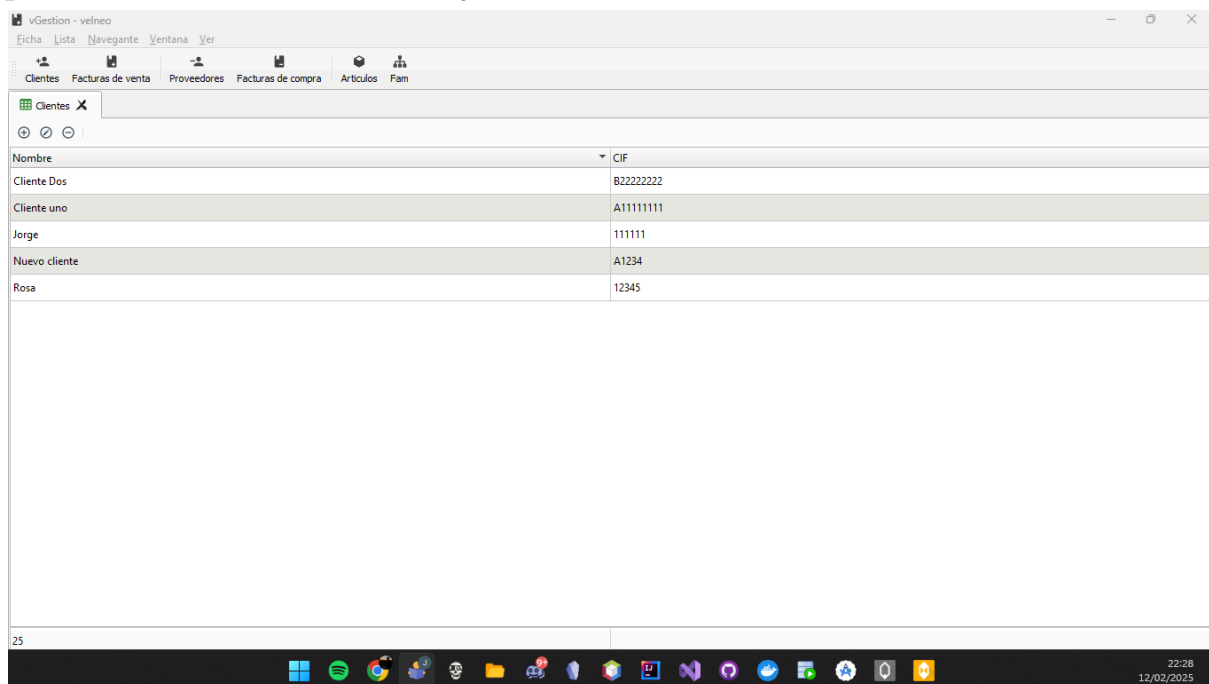 vGestion - velneo
Ficha Lista Navegante Ventana Ver
Clientes Facturas de venta Proveedores Facturas de compra Articulos Fam
Clientes
Nombre CIF
Cliente Dos B22222222
Cliente uno A11111111
Jorge 111111
Nuevo cliente A1234
Rosa 12345
25
J 9+ IJ
22:28
12/02/2025